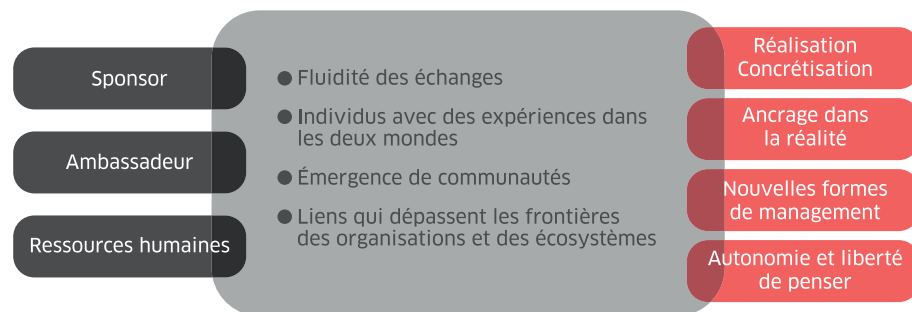 Sponsor
Ambassadeur
Ressources humaines
● Fluidité des échanges
● Individus avec des expériences dans
les deux mondes
● Émergence de communautés
● Liens qui dépassent les frontières
des organisations et des écosystèmes
Réalisation
Concrétisation
Ancrage dans
la réalité
Nouvelles formes
de management
Autonomie et liberté
de penser